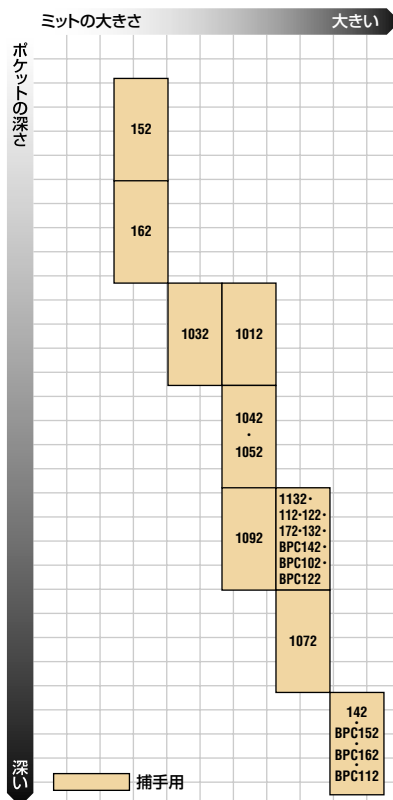 ミットの大きさ
大きい
ポケットの深さ
152
162
1032
1012
1042
・
1052
1092
1132・
112・122・
172・132・
BPC142・
BPC102・
BPC122
1072
142
・
BPC152
・
BPC162
・
BPC112
深い
捕手用